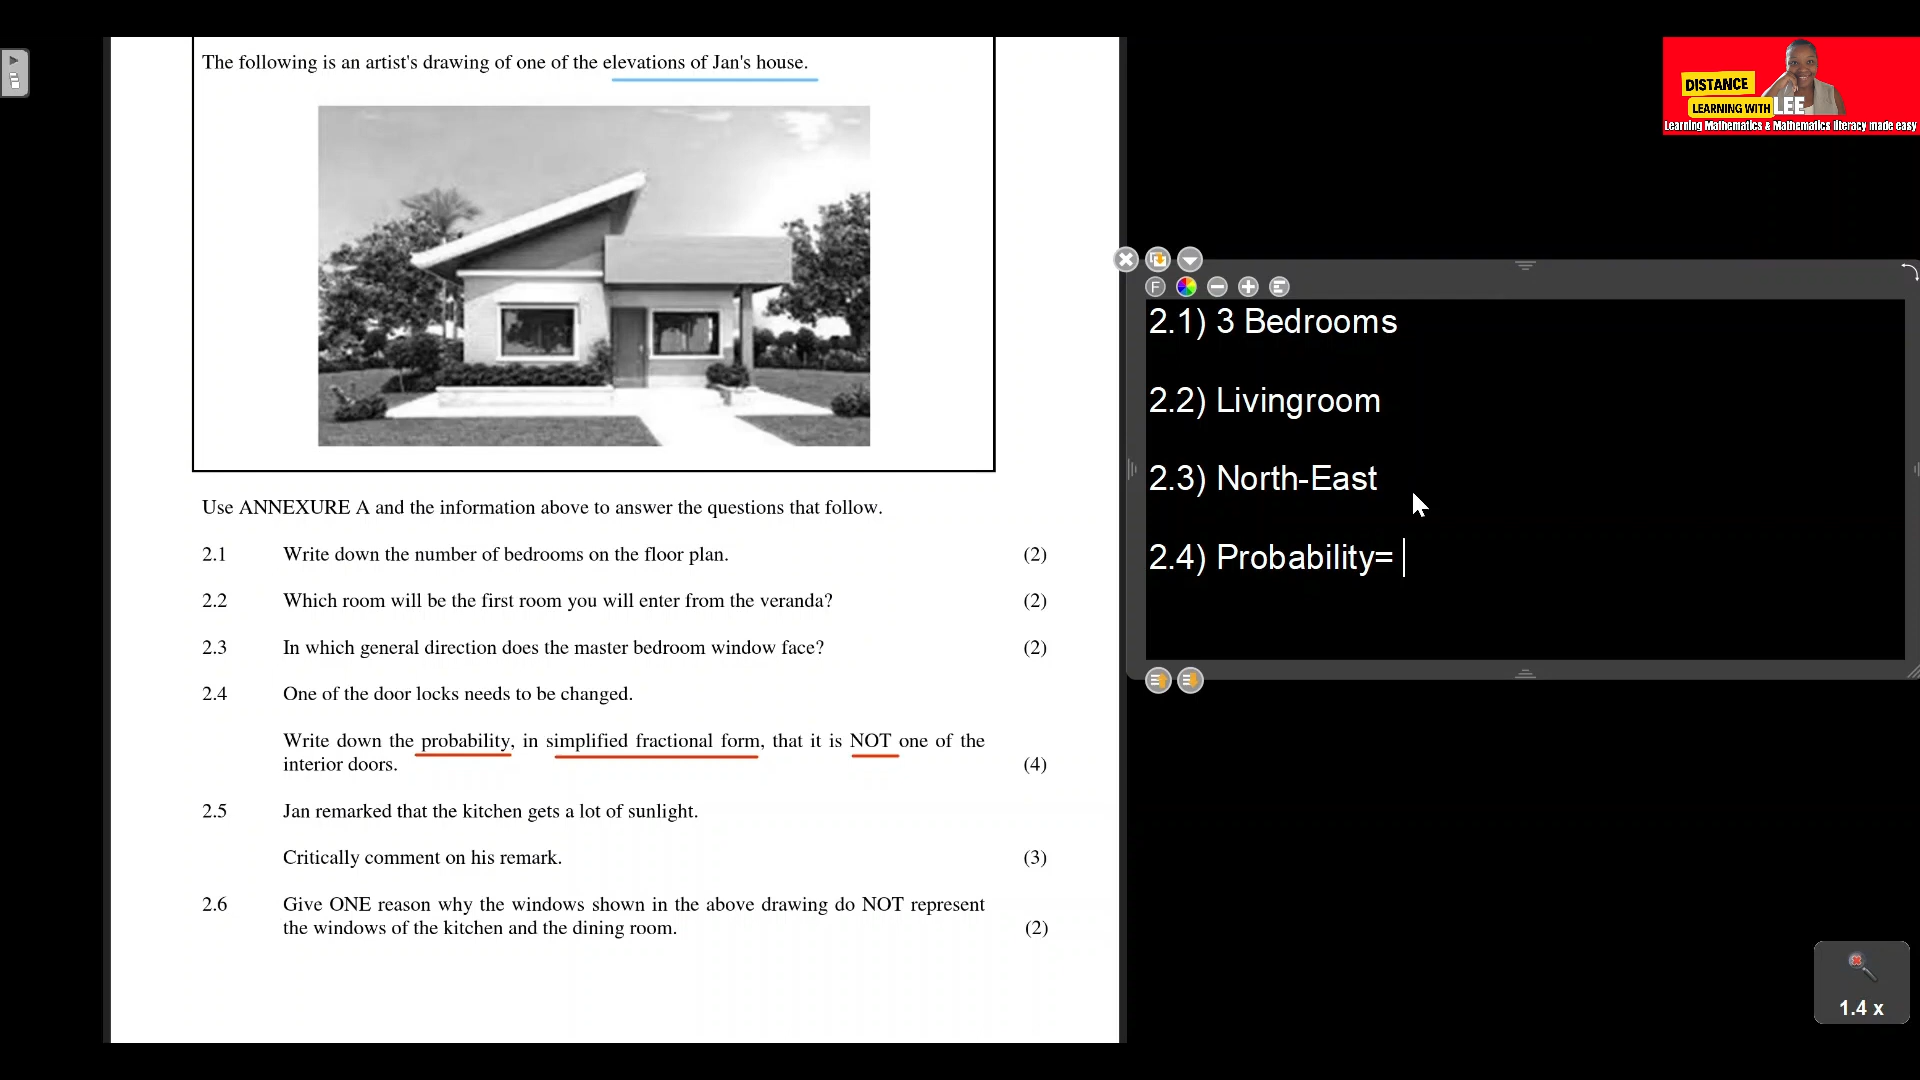 The following is an artist's drawing of one of the elevations of Jan's house.
Use ANNEXURE A and the information above to answer the questions that follow.
2.1 Write down the number of bedrooms on the floor plan. (2)
2.2 Which room will be the first room you will enter from the veranda? (2)
2.3 In which general direction does the master bedroom window face? (2)
2.4 One of the door locks needs to be changed.
Write down the probability, in simplified fractional form, that it is NOT one of the
interior doors. (4)
2.5 Jan remarked that the kitchen gets a lot of sunlight.
Critically comment on his remark. (3)
2.6 Give ONE reason why the windows shown in the above drawing do NOT represent
the windows of the kitchen and the dining room. (2)
DISTANCE
LEARNING WITH LEE
Learning Mathematics & Mathematics literacy made easy
F
2.1) 3 Bedrooms
2.2) Livingroom
2.3) North-East
2.4) Probability=
1.4 x